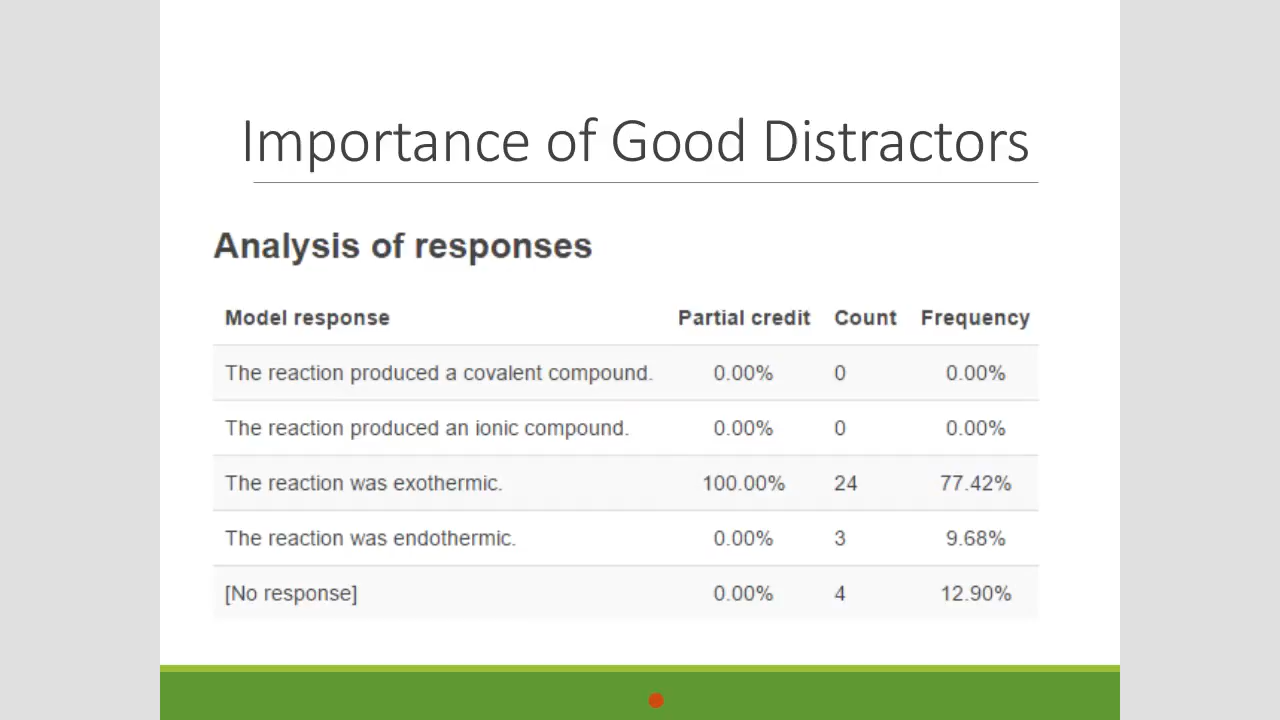 Importance of Good Distractors
Analysis of responses
Model response Partial credit Count Frequency
The reaction produced a covalent compound. 0.00% 0 0.00%
The reaction produced an ionic compound. 0.00% 0 0.00%
The reaction was exothermic. 100.00% 24 77.42%
The reaction was endothermic. 0.00% 3 9.68%
[No response] 0.00% 4 12.90%